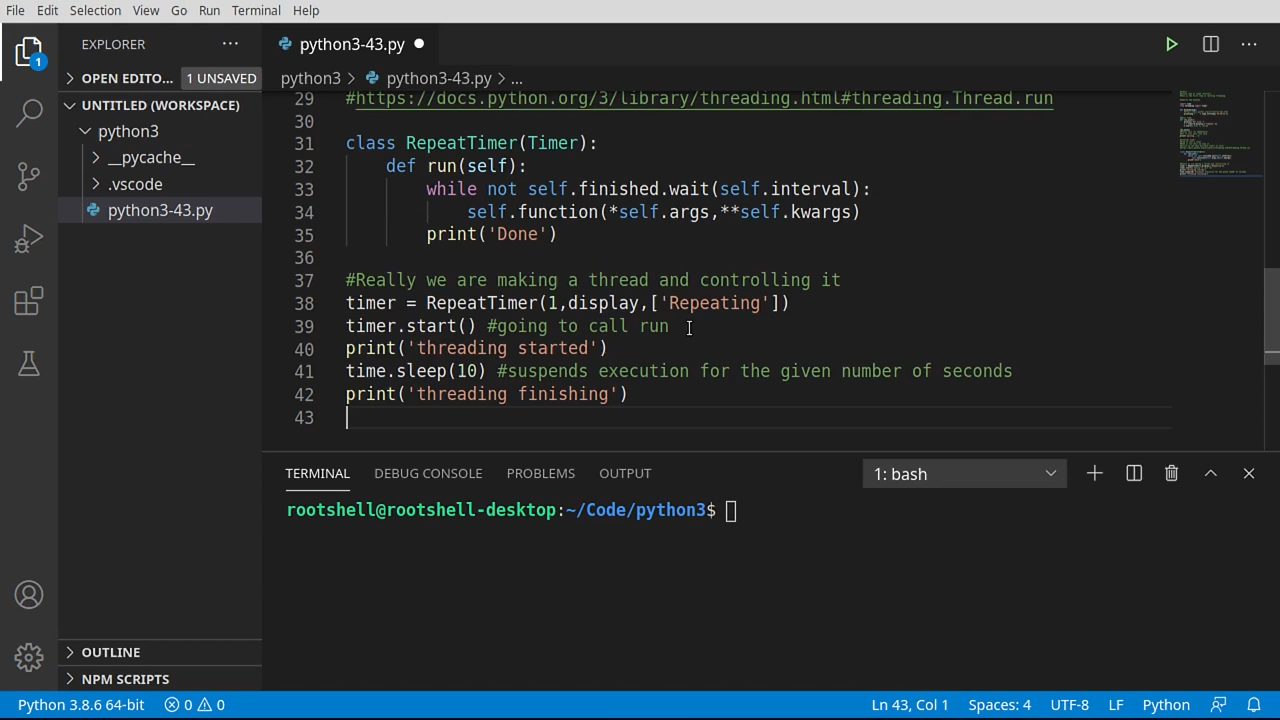 File Edit Selection View Go Run Terminal Help
EXPLORER
python3-43.py
OPEN EDITO... 1 UNSAVED
python3 > python3-43.py > ...
UNTITLED (WORKSPACE)
python3
__pycache__
.vscode
python3-43.py
1
29 #https://docs.python.org/3/library/threading.html#threading.Thread.run
30
31 class RepeatTimer(Timer):
32 def run(self):
33 while not self.finished.wait(self.interval):
34 self.function(*self.args,**self.kwargs)
35 print('Done')
36
37 #Really we are making a thread and controlling it
38 timer = RepeatTimer(1,display,['Repeating'])
39 timer.start() #going to call run
40 print('threading started')
41 time.sleep(10) #suspends execution for the given number of seconds
42 print('threading finishing')
43
TERMINAL DEBUG CONSOLE PROBLEMS OUTPUT 1: bash
rootshell@rootshell-desktop:~/Code/python3$
OUTLINE
NPM SCRIPTS
Python 3.8.6 64-bit 0 0 Ln 43, Col 1 Spaces: 4 UTF-8 LF Python